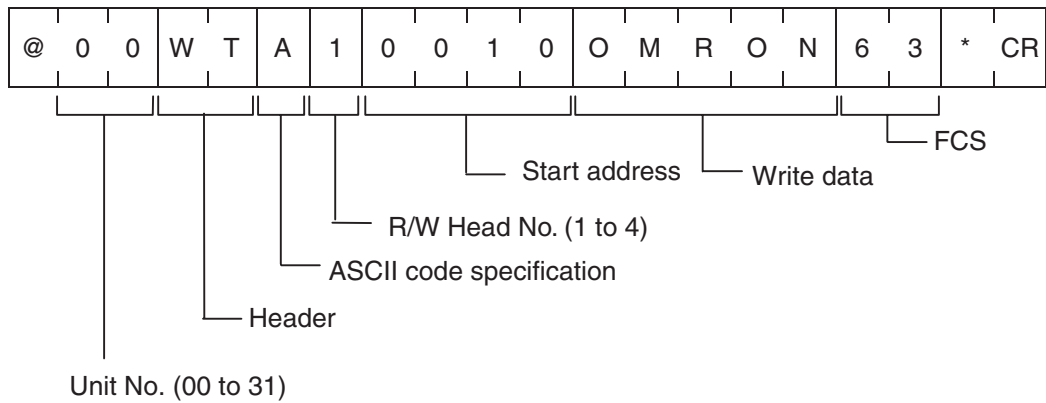 @ 0 0 W T A 1 0 0 1 0 O M R O N 6 3 * CR
FCS
Start address
Write data
R/W Head No. (1 to 4)
ASCII code specification
Header
Unit No. (00 to 31)